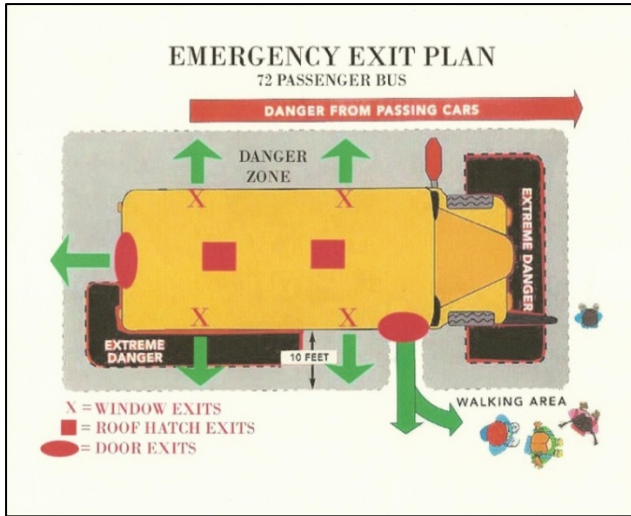 EMERGENCY EXIT PLAN
72 PASSENGER BUS
DANGER FROM PASSING CARS
DANGER
ZONE
X
X
EXTREME DANGER
X
X
EXTREME
DANGER
10 FEET
WALKING AREA
X = WINDOW EXITS
= ROOF HATCH EXITS
= DOOR EXITS